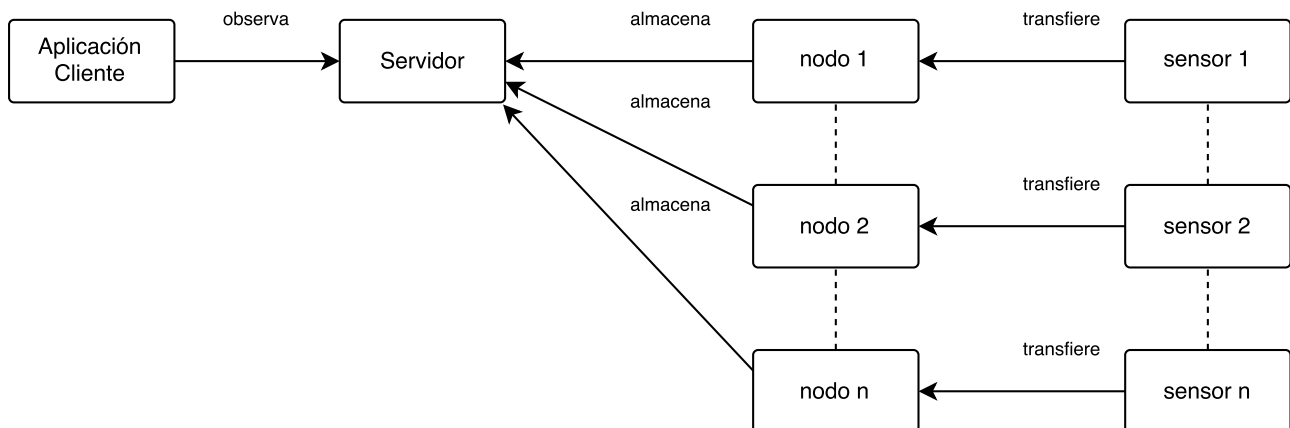 observa
almacena
transfiere
Aplicación
Cliente
Servidor
nodo 1
sensor 1
almacena
transfiere
almacena
nodo 2
sensor 2
transfiere
nodo n
sensor n